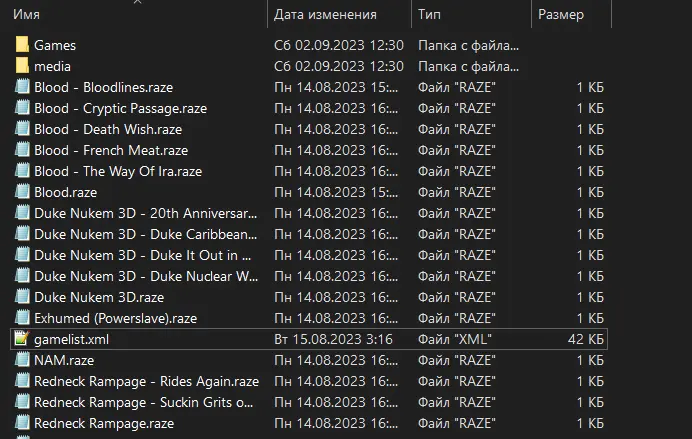 Имя Дата изменения Тип Размер
Games Сб 02.09.2023 12:30 Папка с файла...
media Сб 02.09.2023 12:30 Папка с файла...
Blood - Bloodlines.raze Пн 14.08.2023 15:... Файл "RAZE" 1 КБ
Blood - Cryptic Passage.raze Пн 14.08.2023 16:... Файл "RAZE" 1 КБ
Blood - Death Wish.raze Пн 14.08.2023 16:... Файл "RAZE" 1 КБ
Blood - French Meat.raze Пн 14.08.2023 16:... Файл "RAZE" 1 КБ
Blood - The Way Of Ira.raze Пн 14.08.2023 16:... Файл "RAZE" 1 КБ
Blood.raze Пн 14.08.2023 15:... Файл "RAZE" 1 КБ
Duke Nukem 3D - 20th Anniversar... Пн 14.08.2023 16:... Файл "RAZE" 1 КБ
Duke Nukem 3D - Duke Caribbean... Пн 14.08.2023 16:... Файл "RAZE" 1 КБ
Duke Nukem 3D - Duke It Out in ... Пн 14.08.2023 16:... Файл "RAZE" 1 КБ
Duke Nukem 3D - Duke Nuclear W... Пн 14.08.2023 16:... Файл "RAZE" 1 КБ
Duke Nukem 3D.raze Пн 14.08.2023 16:... Файл "RAZE" 1 КБ
Exhumed (Powerslave).raze Пн 14.08.2023 16:... Файл "RAZE" 1 КБ
gamelist.xml Вт 15.08.2023 3:16 Файл "XML" 42 КБ
NAM.raze Пн 14.08.2023 16:... Файл "RAZE" 1 КБ
Redneck Rampage - Rides Again.raze Пн 14.08.2023 16:... Файл "RAZE" 1 КБ
Redneck Rampage - Suckin Grits o... Пн 14.08.2023 16:... Файл "RAZE" 1 КБ
Redneck Rampage.raze Пн 14.08.2023 16:... Файл "RAZE" 1 КБ